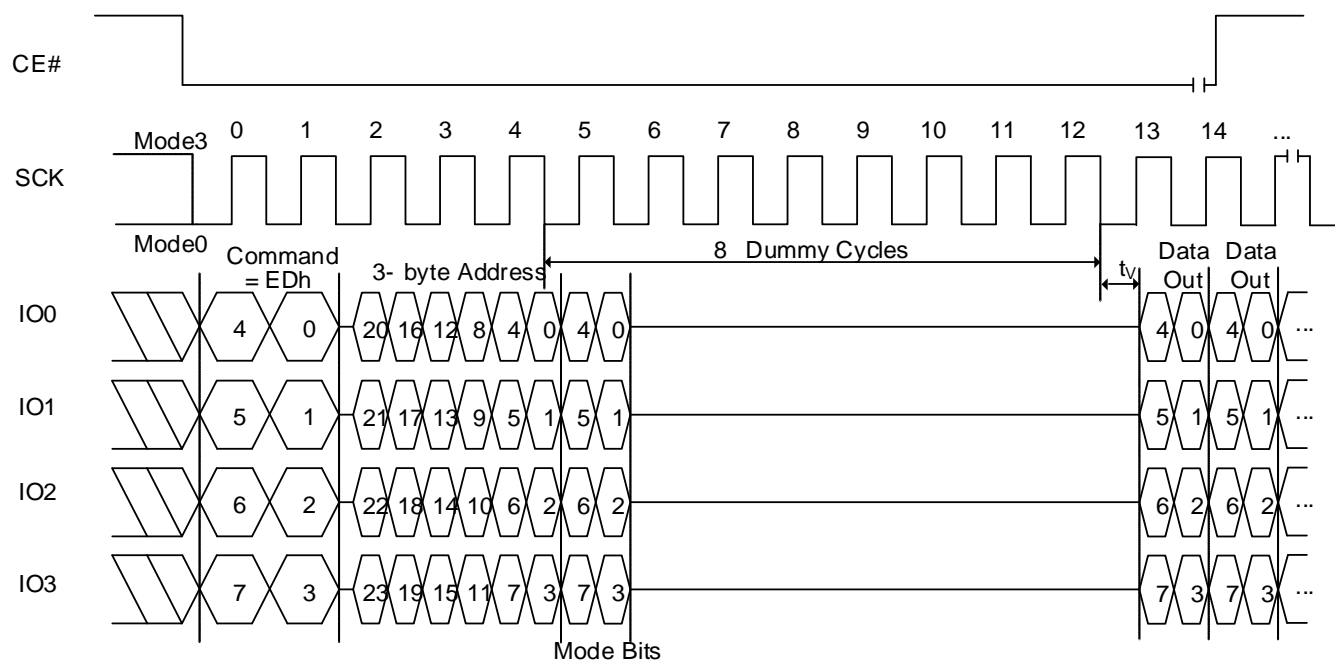 CE#
0 1 2 3 4 5 6 7 8 9 10 11 12 13 14 ...
Mode3
SCK
Mode0
Command
= EDh
3- byte Address
8 Dummy Cycles
tV
Data
Out
Data
Out
IO0 4 0 20 16 12 8 4 0 4 0 4 0 4 0 ...
IO1 5 1 21 17 13 9 5 1 5 1 5 1 5 1 ...
IO2 6 2 22 18 14 10 6 2 6 2 6 2 6 2 ...
IO3 7 3 23 19 15 11 7 3 7 3 7 3 7 3 ...
Mode Bits